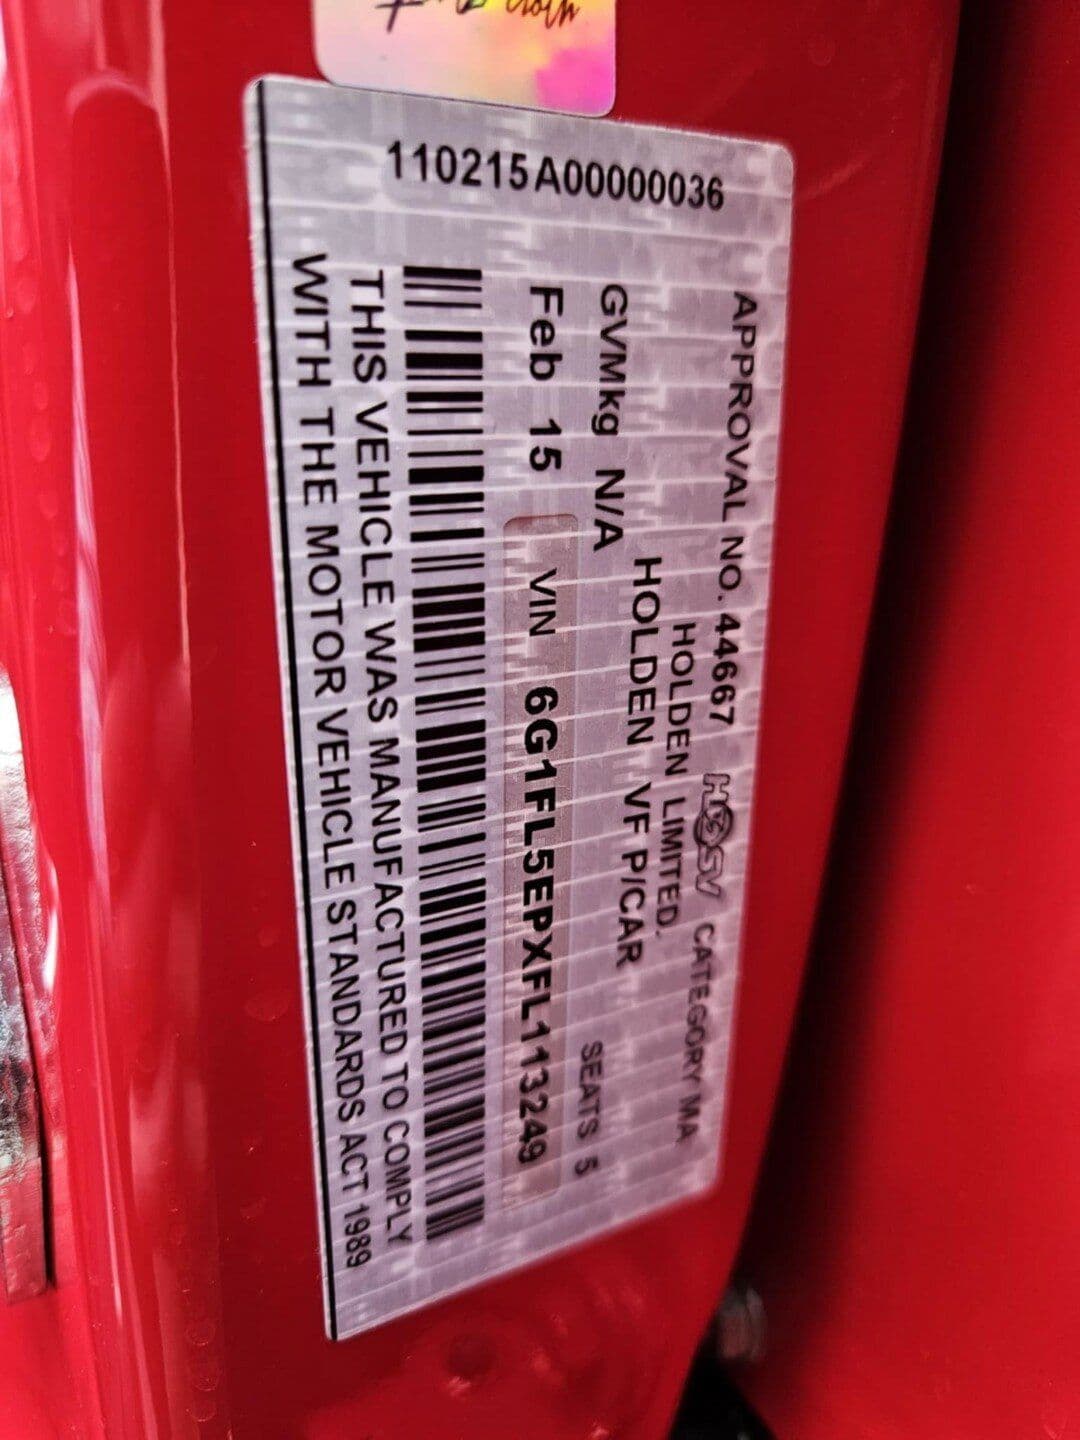 cloth
110215A00000036
APPROVAL NO. 44667 HSV CATEGORY MA
HOLDEN LIMITED.
HOLDEN VF P/CAR
GVMkg N/A SEATS 5
Feb 15 VIN 6G1FL5EPXFL113249
THIS VEHICLE WAS MANUFACTURED TO COMPLY
WITH THE MOTOR VEHICLE STANDARDS ACT 1989